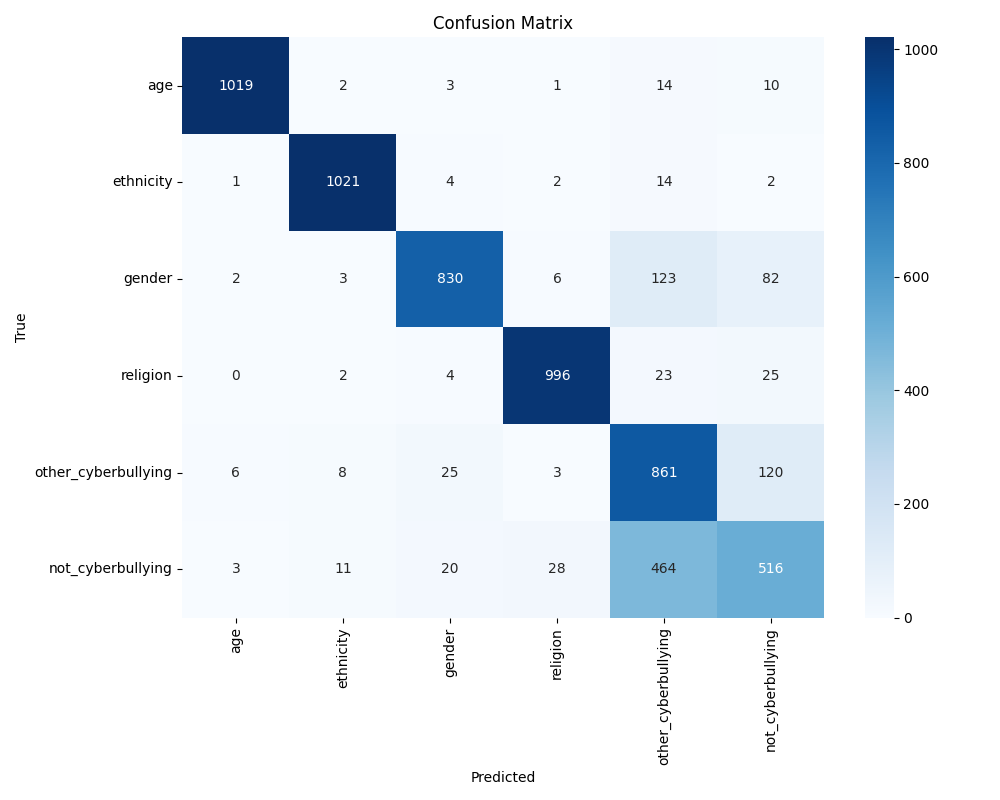 Confusion Matrix
True
age 1019 2 3 1 14 10
ethnicity 1 1021 4 2 14 2
gender 2 3 830 6 123 82
religion 0 2 4 996 23 25
other_cyberbullying 6 8 25 3 861 120
not_cyberbullying 3 11 20 28 464 516
age ethnicity gender religion other_cyberbullying not_cyberbullying
Predicted
1000
800
600
400
200
0